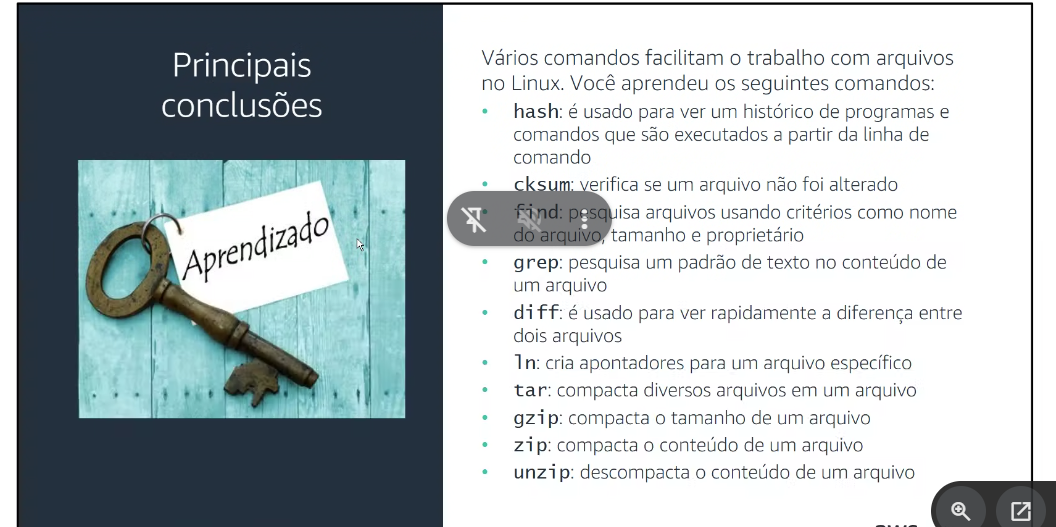 Principais
conclusões
Aprendizado
Vários comandos facilitam o trabalho com arquivos
no Linux. Você aprendeu os seguintes comandos:
• hash: é usado para ver um histórico de programas e
comandos que são executados a partir da linha de
comando
• cksum: verifica se um arquivo não foi alterado
• find: pesquisa arquivos usando critérios como nome
do arquivo, tamanho e proprietário
• grep: pesquisa um padrão de texto no conteúdo de
um arquivo
• diff: é usado para ver rapidamente a diferença entre
dois arquivos
• ln: cria apontadores para um arquivo específico
• tar: compacta diversos arquivos em um arquivo
• gzip: compacta o tamanho de um arquivo
• zip: compacta o conteúdo de um arquivo
• unzip: descompacta o conteúdo de um arquivo
aws